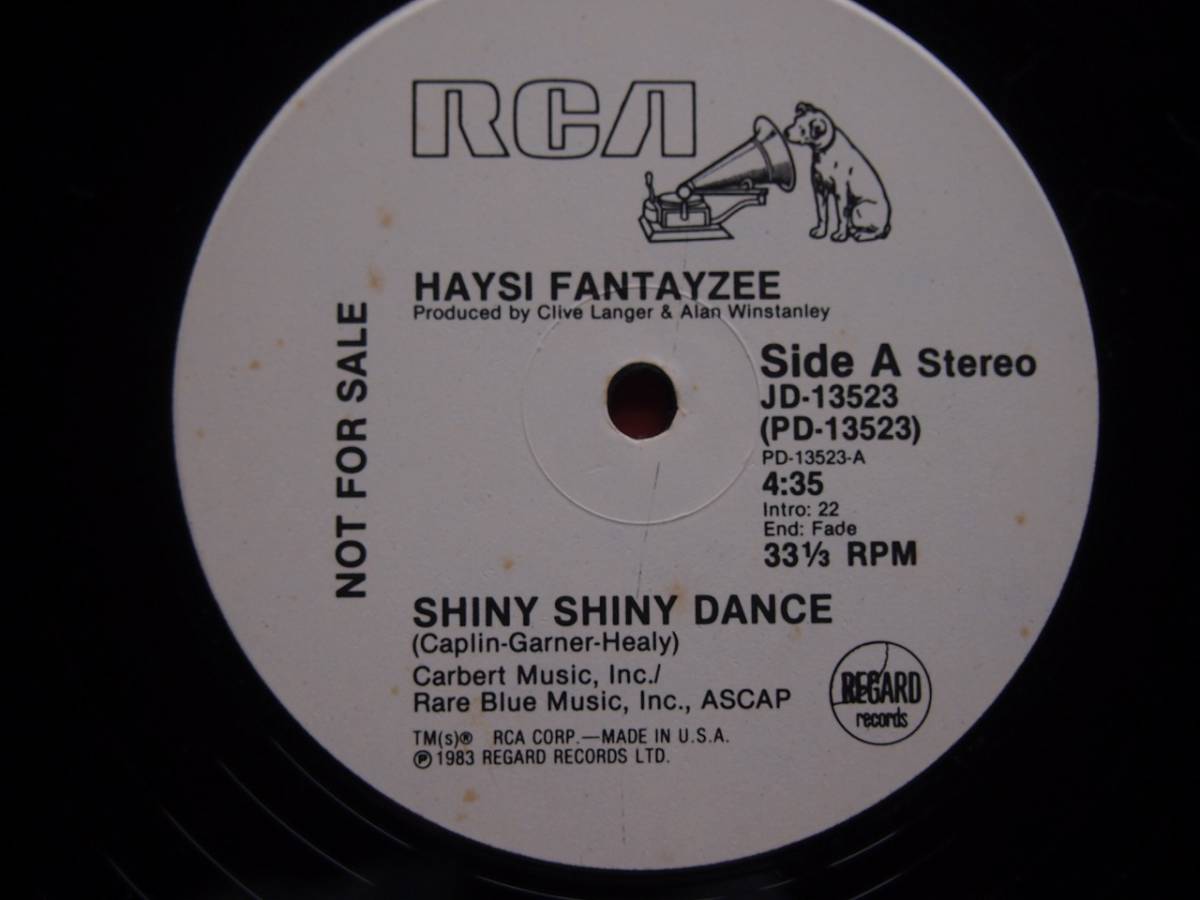 RCA
HAYSI FANTAYZEE
Produced by Clive Langer & Alan Winstanley
NOT FOR SALE
Side A Stereo
JD-13523
(PD-13523)
PD-13523-A
4:35
Intro: 22
End: Fade
33⅓ RPM
SHINY SHINY DANCE
(Caplin-Garner-Healy)
Carbert Music, Inc./
Rare Blue Music, Inc., ASCAP
REGARD
records
TM(s)® RCA CORP.—MADE IN U.S.A.
℗ 1983 REGARD RECORDS LTD.